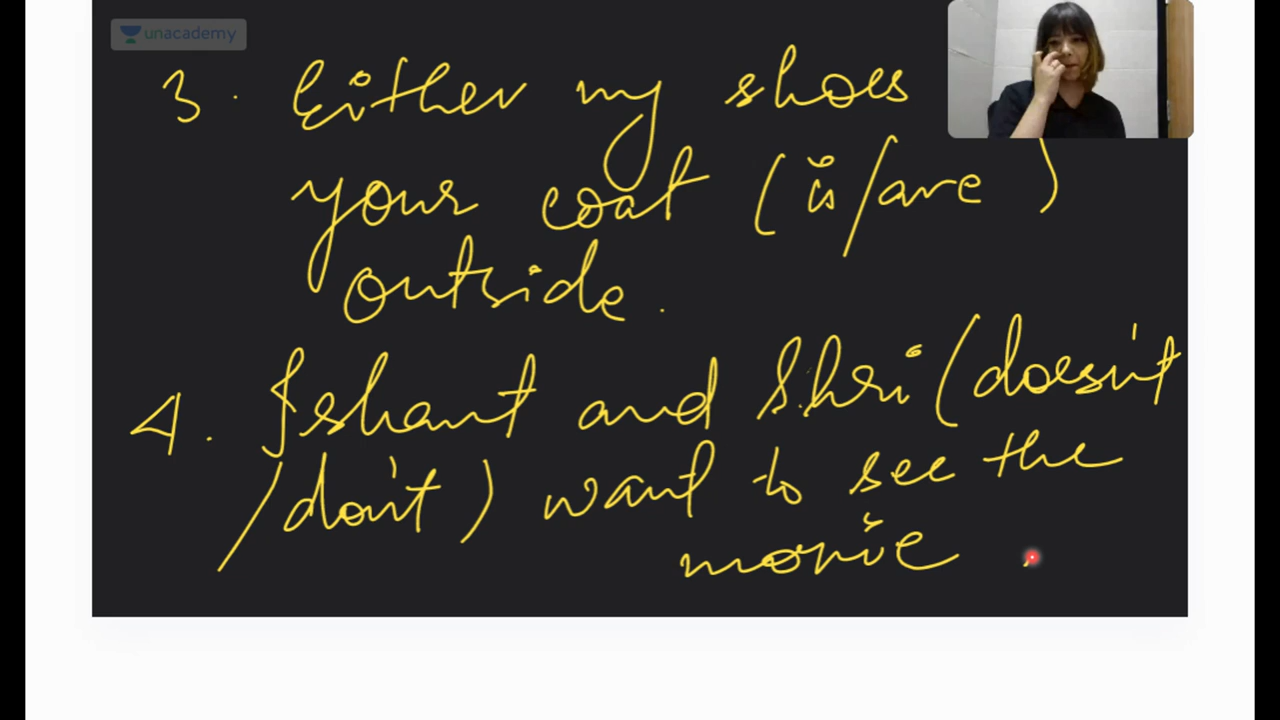 unacademy
3. Either my shoes
your coat (is/are)
outside.
4. Ishant and Shri (doesn't
/don't) want to see the
movie.